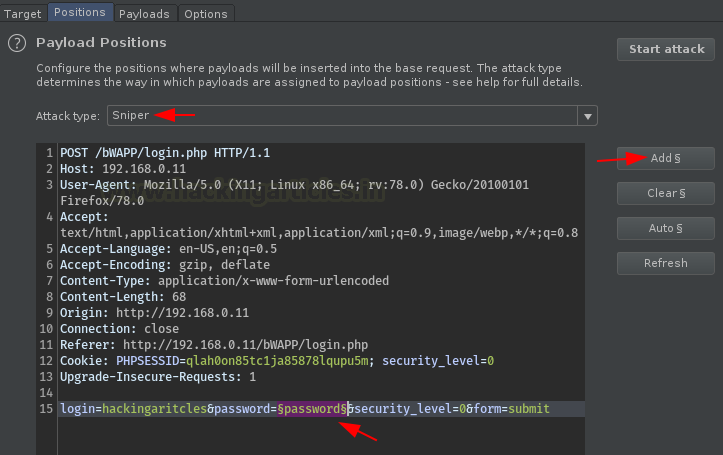 Target Positions Payloads Options
? Payload Positions
Start attack
Configure the positions where payloads will be inserted into the base request. The attack type
determines the way in which payloads are assigned to payload positions - see help for full details.
Attack type: Sniper
Add §
Clear §
Auto §
Refresh
1 POST /bWAPP/login.php HTTP/1.1
2 Host: 192.168.0.11
3 User-Agent: Mozilla/5.0 (X11; Linux x86_64; rv:78.0) Gecko/20100101
Firefox/78.0
www.hackingarticles.in
4 Accept:
text/html,application/xhtml+xml,application/xml;q=0.9,image/webp,*/*;q=0.8
5 Accept-Language: en-US,en;q=0.5
6 Accept-Encoding: gzip, deflate
7 Content-Type: application/x-www-form-urlencoded
8 Content-Length: 68
9 Origin: http://192.168.0.11
10 Connection: close
11 Referer: http://192.168.0.11/bWAPP/login.php
12 Cookie: PHPSESSID=qlah0on85tc1ja85878lqupu5m; security_level=0
13 Upgrade-Insecure-Requests: 1
14
15 login=hackingaritcles&password=§password§&security_level=0&form=submit